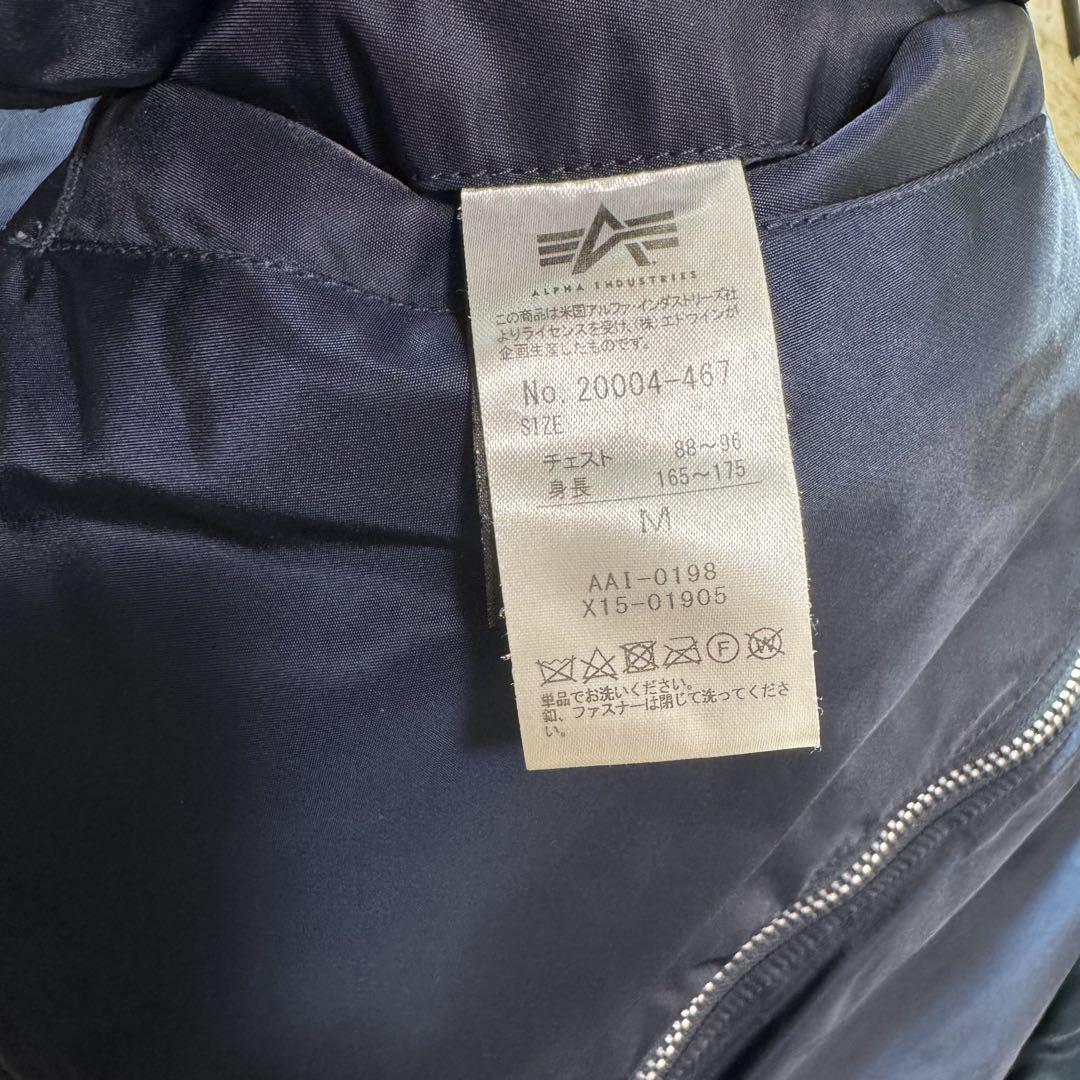 ALPHA INDUSTRIES
この商品は米国アルファインダストリーズ社
よりライセンスを受け、(株)エドウインが
企画生産したものです。
No. 20004-467
SIZE
チェスト 88〜96
身長 165〜175
M
AAI-0198
X15-01905
F W
単品でお洗いください。
釦、ファスナーは閉じて洗ってくださ
い。